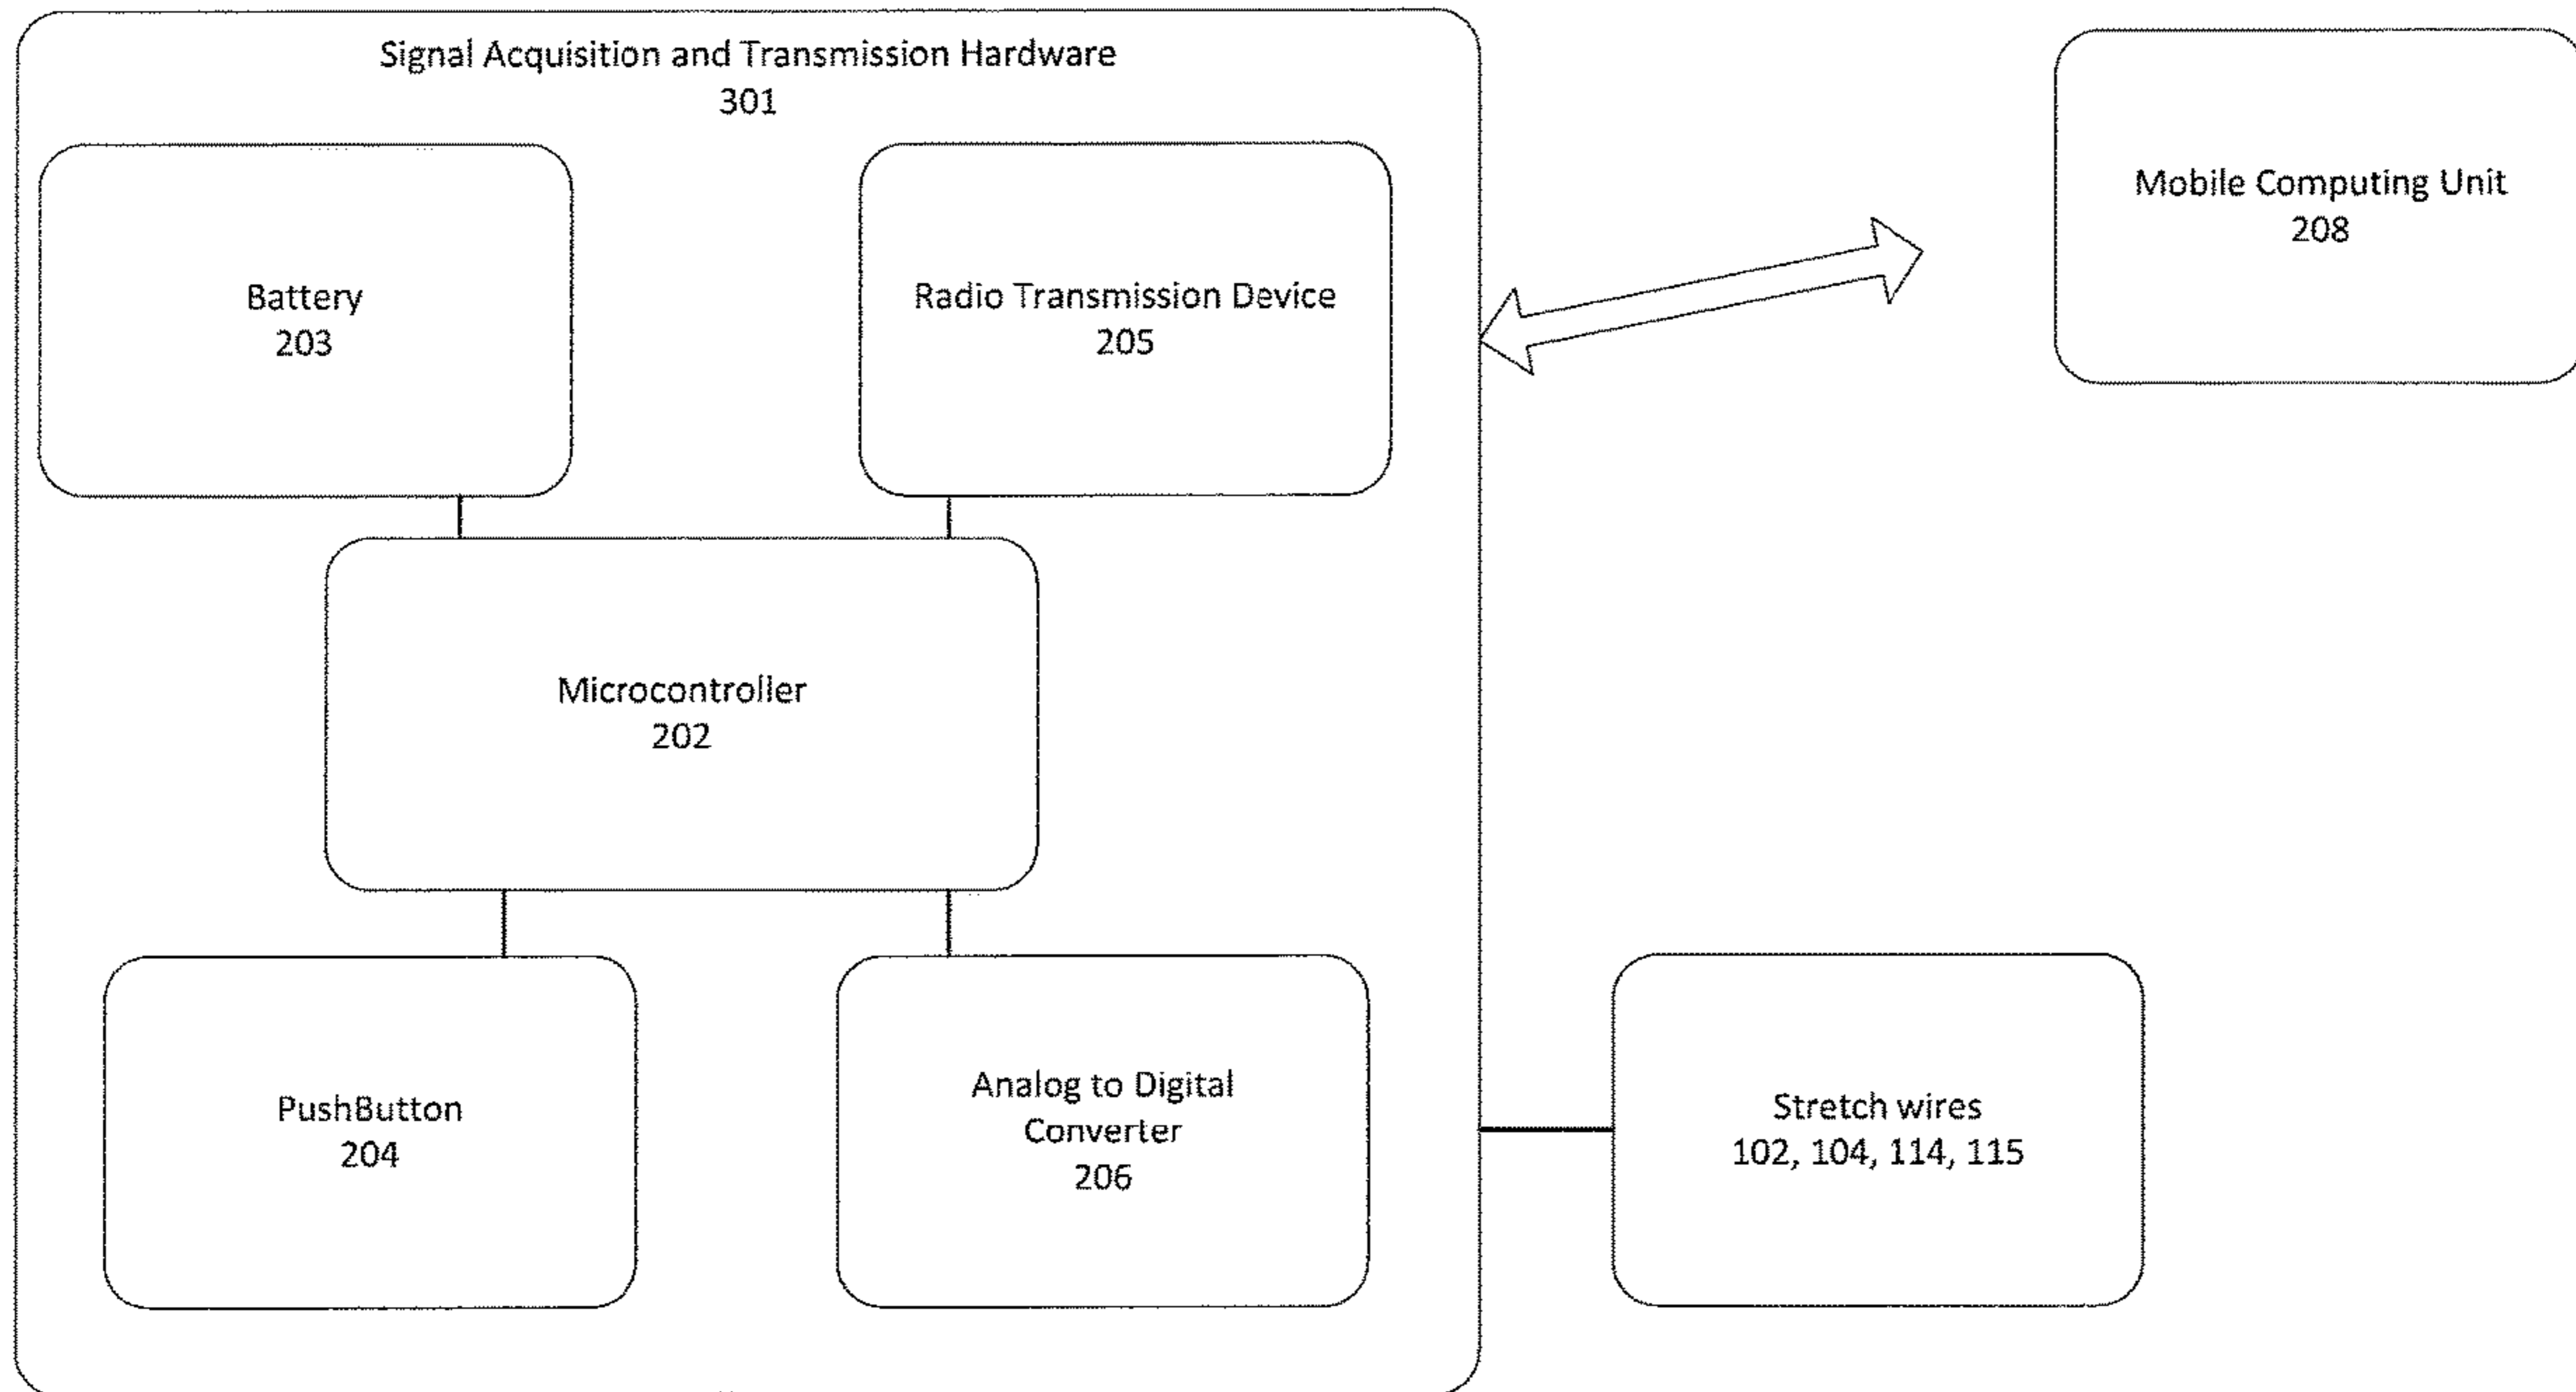 Signal Acquisition and Transmission Hardware
301
Battery
203
Radio Transmission Device
205
Mobile Computing Unit
208
Microcontroller
202
PushButton
204
Analog to Digital
Converter
206
Stretch wires
102, 104, 114, 115